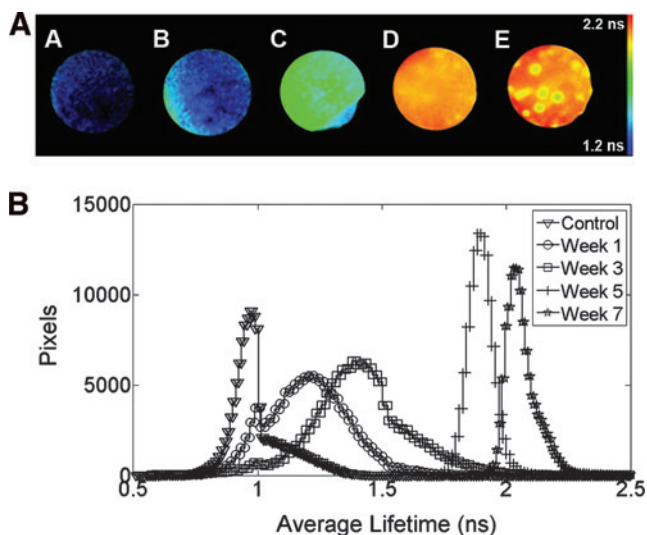 A
A B C D E
2.2 ns
1.2 ns
B
15000
10000
5000
0
Pixels
Control
Week 1
Week 3
Week 5
Week 7
0.5 1 1.5 2 2.5
Average Lifetime (ns)